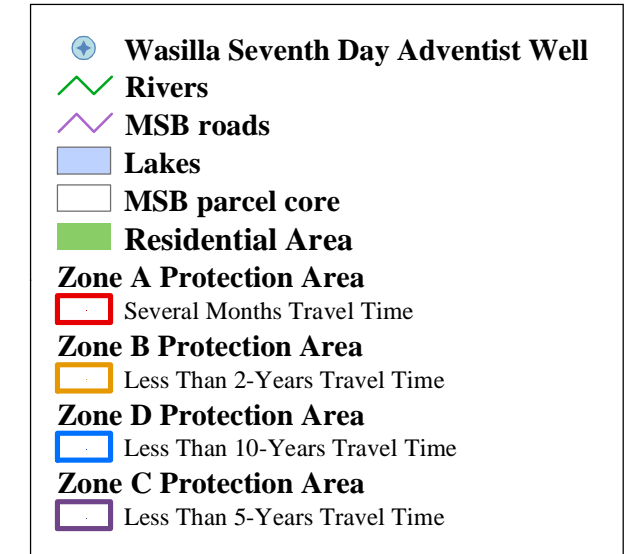 Wasilla Seventh Day Adventist Well
Rivers
MSB roads
Lakes
MSB parcel core
Residential Area
Zone A Protection Area
Several Months Travel Time
Zone B Protection Area
Less Than 2-Years Travel Time
Zone D Protection Area
Less Than 10-Years Travel Time
Zone C Protection Area
Less Than 5-Years Travel Time